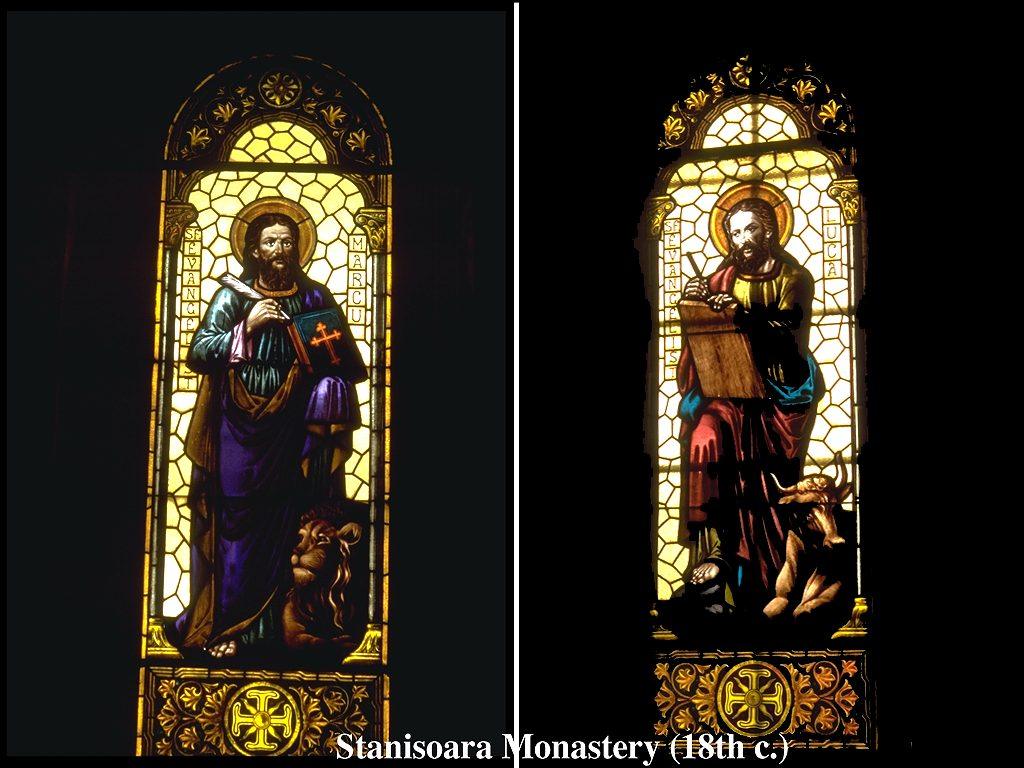 SF EVANGELIST
MARCU
SF EVANGELIST
LUCA
Stanisoara Monastery (18th c.)